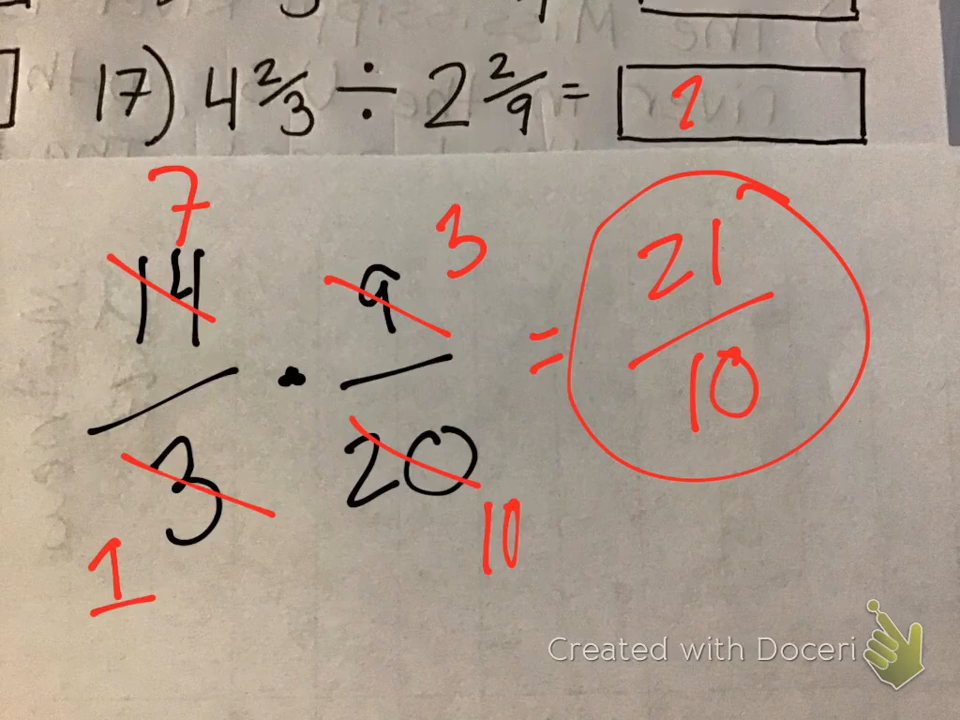 17) 4 2/3 ÷ 2 2/9 = 2
7 3
14/3 · 9/20 = 21/10
1 10
Created with Doceri